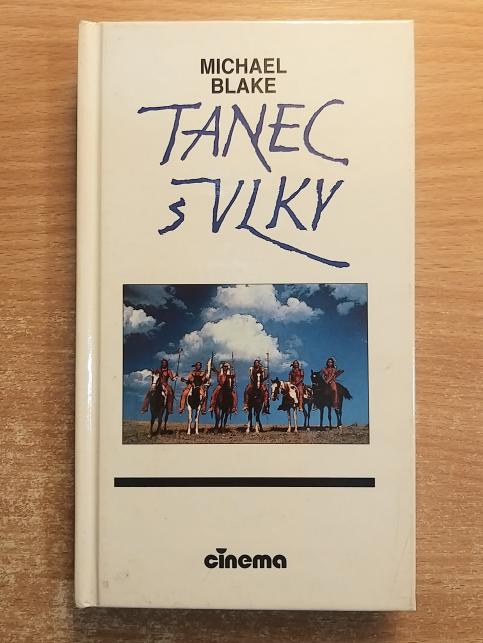 MICHAEL
BLAKE
TANEC
S VLKY
cinema